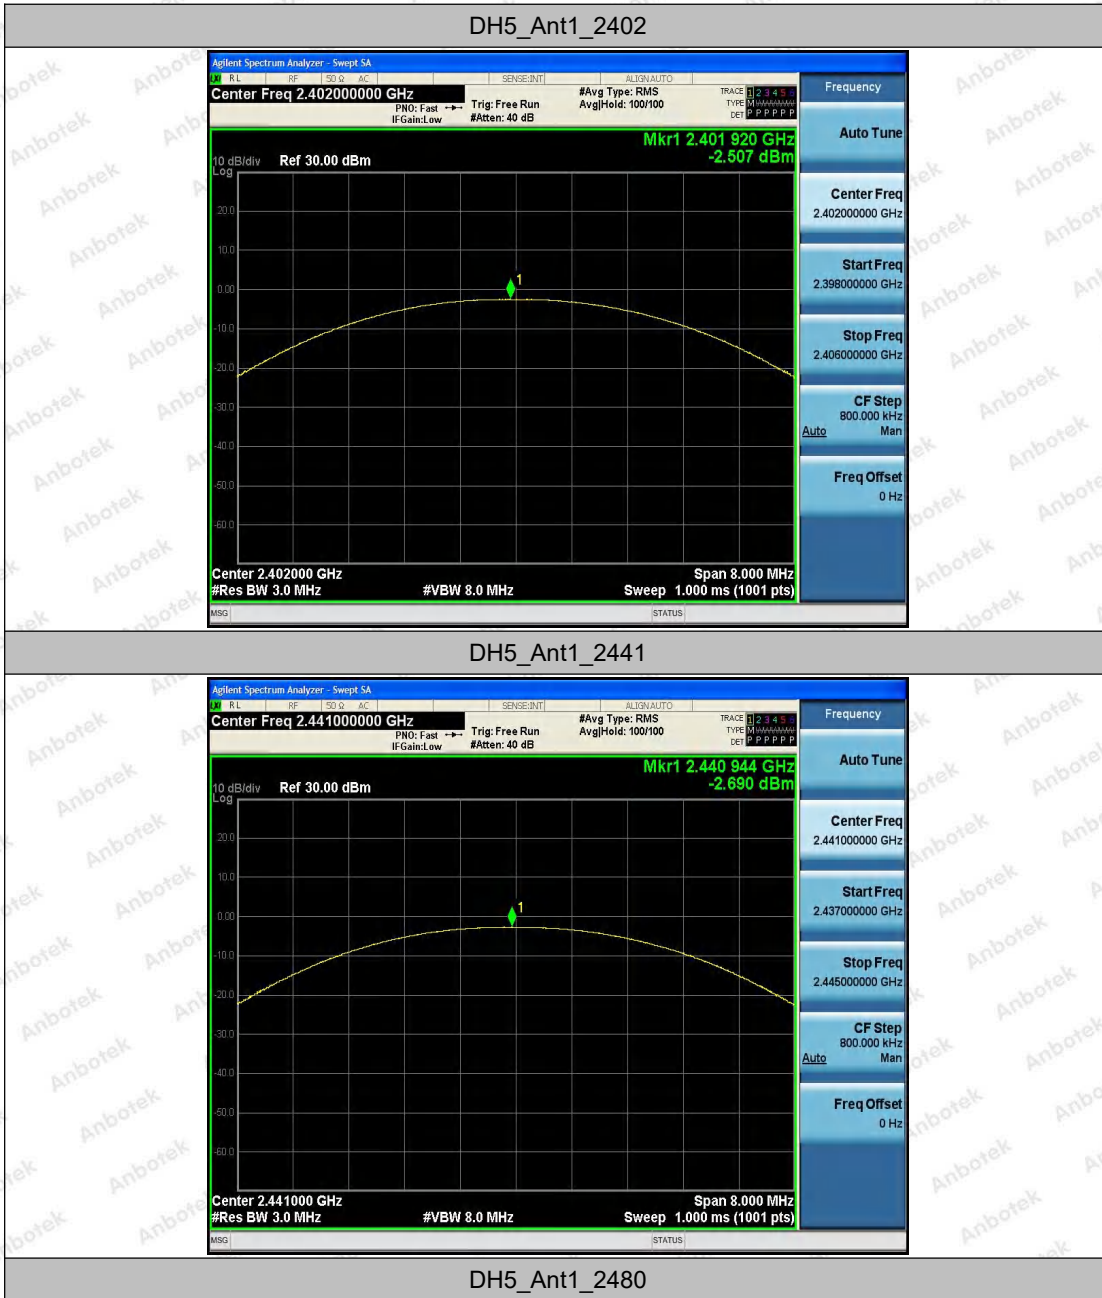 DH5_Ant1_2402
Agilent Spectrum Analyzer - Swept SA
LXI RL RF 50 Ω AC SENSE:INT ALIGNAUTO
Center Freq 2.402000000 GHz
PNO: Fast
IFGain:Low
Trig: Free Run
#Atten: 40 dB
#Avg Type: RMS
Avg|Hold: 100/100
TRACE 1 2 3 4 5 6
TYPE M
DET P P P P P P
Mkr1 2.401 920 GHz
-2.507 dBm
10 dB/div
Log
Ref 30.00 dBm
20.0
10.0
0.00
-10.0
-20.0
-30.0
-40.0
-50.0
-60.0
1
Center 2.402000 GHz
#Res BW 3.0 MHz
#VBW 8.0 MHz
Span 8.000 MHz
Sweep 1.000 ms (1001 pts)
MSG
STATUS
Frequency
Auto Tune
Center Freq
2.402000000 GHz
Start Freq
2.398000000 GHz
Stop Freq
2.406000000 GHz
CF Step
800.000 kHz
Auto Man
Freq Offset
0 Hz
DH5_Ant1_2441
Agilent Spectrum Analyzer - Swept SA
LXI RL RF 50 Ω AC SENSE:INT ALIGNAUTO
Center Freq 2.441000000 GHz
PNO: Fast
IFGain:Low
Trig: Free Run
#Atten: 40 dB
#Avg Type: RMS
Avg|Hold: 100/100
TRACE 1 2 3 4 5 6
TYPE M
DET P P P P P P
Mkr1 2.440 944 GHz
-2.690 dBm
10 dB/div
Log
Ref 30.00 dBm
20.0
10.0
0.00
-10.0
-20.0
-30.0
-40.0
-50.0
-60.0
1
Center 2.441000 GHz
#Res BW 3.0 MHz
#VBW 8.0 MHz
Span 8.000 MHz
Sweep 1.000 ms (1001 pts)
MSG
STATUS
Frequency
Auto Tune
Center Freq
2.441000000 GHz
Start Freq
2.437000000 GHz
Stop Freq
2.445000000 GHz
CF Step
800.000 kHz
Auto Man
Freq Offset
0 Hz
DH5_Ant1_2480
Anbotek